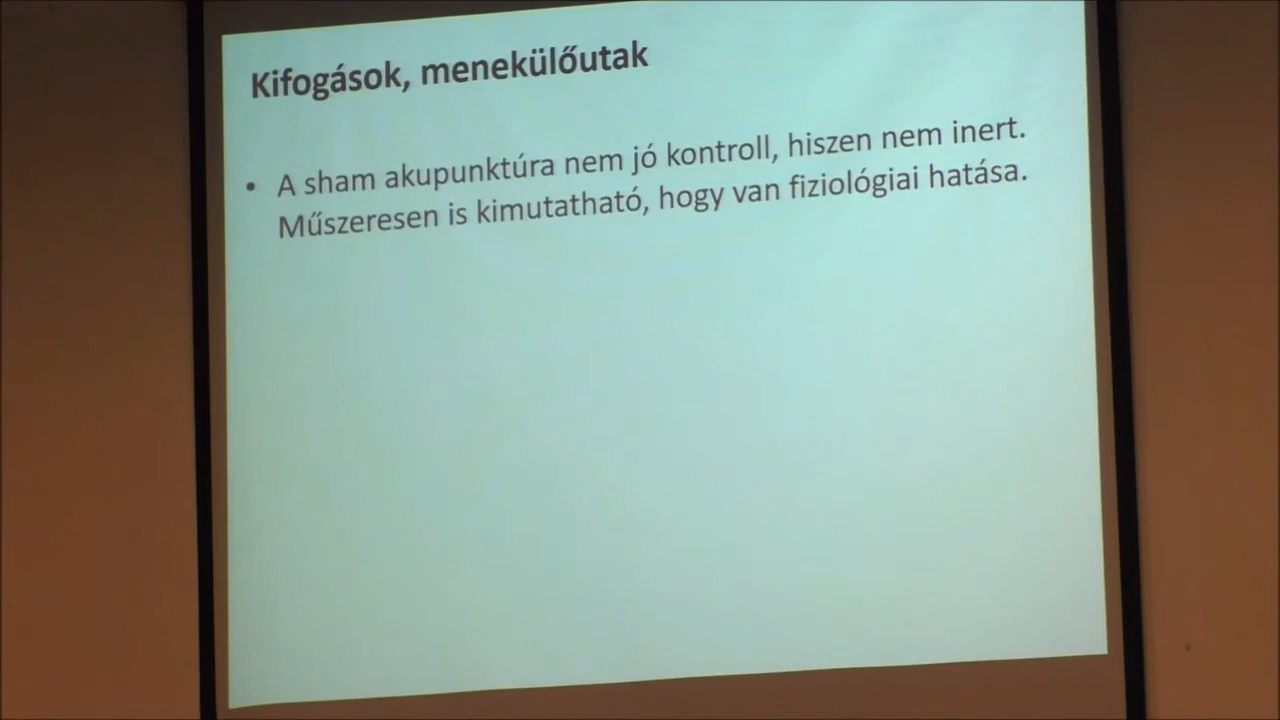 Kifogások, menekülőutak
• A sham akupunktúra nem jó kontroll, hiszen nem inert.
Műszeresen is kimutatható, hogy van fiziológiai hatása.